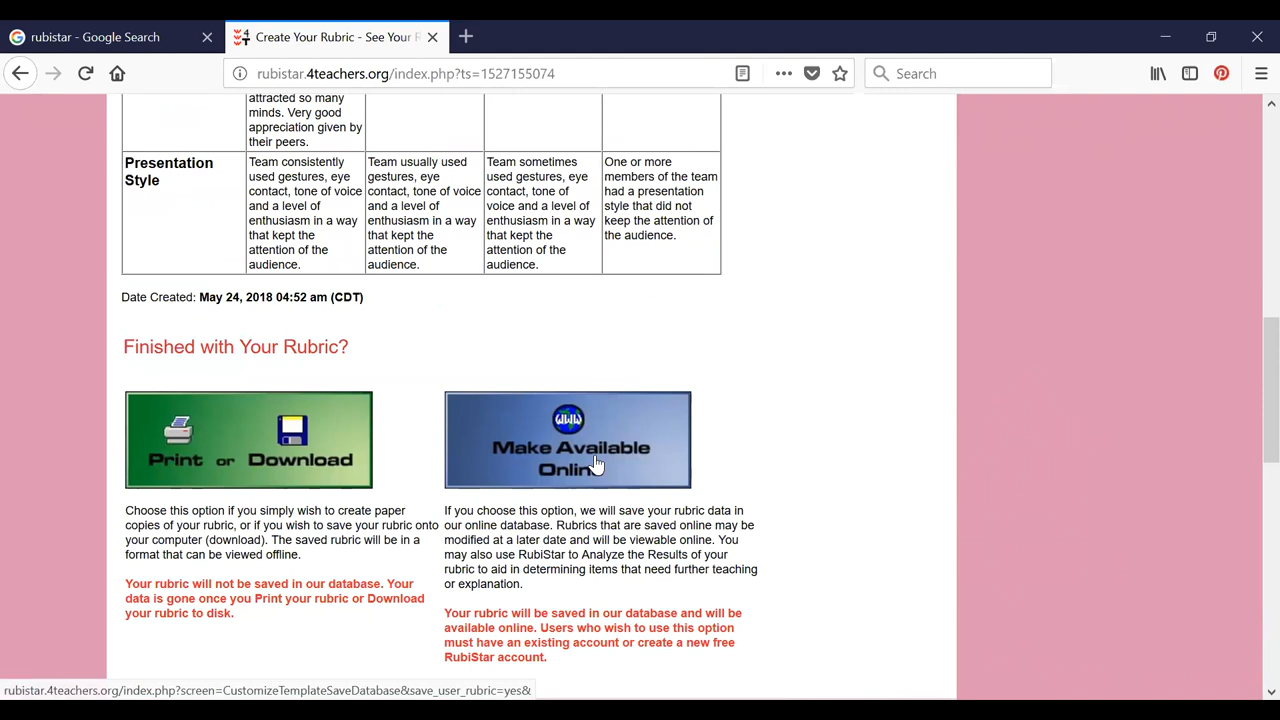 rubistar - Google Search
Create Your Rubric - See Your R
rubistar.4teachers.org/index.php?ts=1527155074
Search
attracted so many
minds. Very good
appreciation given by
their peers.
Presentation
Style
Team consistently
used gestures, eye
contact, tone of voice
and a level of
enthusiasm in a way
that kept the
attention of the
audience.
Team usually used
gestures, eye
contact, tone of voice
and a level of
enthusiasm in a way
that kept the
attention of the
audience.
Team sometimes
used gestures, eye
contact, tone of
voice and a level of
enthusiasm in a way
that kept the
attention of the
audience.
One or more
members of the team
had a presentation
style that did not
keep the attention of
the audience.
Date Created: May 24, 2018 04:52 am (CDT)
Finished with Your Rubric?
Print or Download
www
Make Available
Online
Choose this option if you simply wish to create paper
copies of your rubric, or if you wish to save your rubric onto
your computer (download). The saved rubric will be in a
format that can be viewed offline.
Your rubric will not be saved in our database. Your
data is gone once you Print your rubric or Download
your rubric to disk.
If you choose this option, we will save your rubric data in
our online database. Rubrics that are saved online may be
modified at a later date and will be viewable online. You
may also use RubiStar to Analyze the Results of your
rubric to aid in determining items that need further teaching
or explanation.
Your rubric will be saved in our database and will be
available online. Users who wish to use this option
must have an existing account or create a new free
RubiStar account.
rubistar.4teachers.org/index.php?screen=CustomizeTemplateSaveDatabase&save_user_rubric=yes&